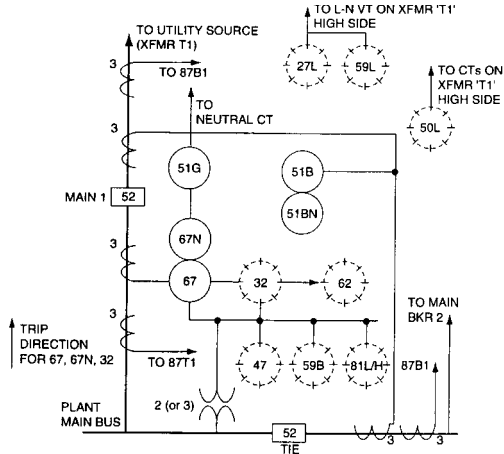 TO UTILITY SOURCE
(XFMR T1)
TO L-N VT ON XFMR 'T1'
HIGH SIDE
3
TO 87B1
27L
59L
TO CTs ON
XFMR 'T1'
HIGH SIDE
TO
NEUTRAL CT
50L
3
51G
51B
MAIN 1
52
51BN
67N
3
67
32
62
TO MAIN
BKR 2
3
TRIP
DIRECTION
FOR 67, 67N, 32
TO 87T1
47
59B
81L/H
87B1
PLANT
MAIN BUS
2 (or 3)
52
TIE
3
3